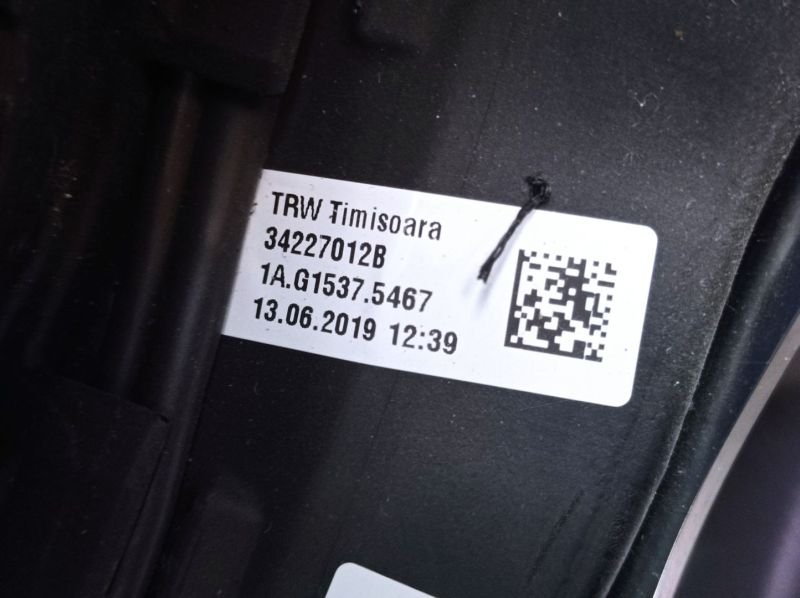 TRW Timisoara
34227012B
1A.G1537.5467
13.06.2019 12:39